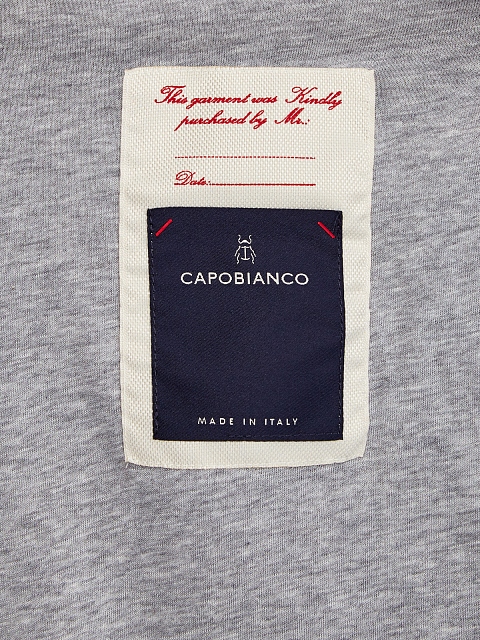 This garment was Kindly
purchased by Mr.:
Date:
CAPOBIANCO
MADE IN ITALY